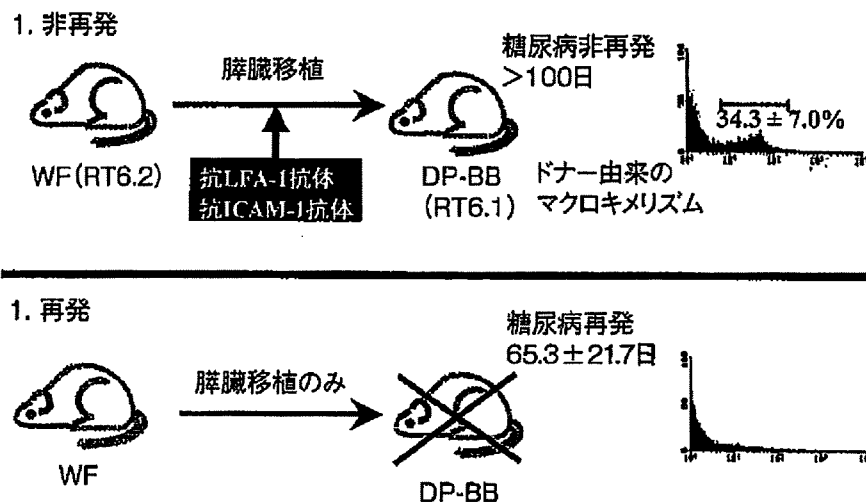 1. 非再発
膵臓移植
WF(RT6.2)
抗LFA-1抗体
抗ICAM-1抗体
DP-BB
(RT6.1)
糖尿病非再発
>100日
34.3 ± 7.0%
ドナー由来の
マクロキメリズム
1. 再発
膵臓移植のみ
WF
DP-BB
糖尿病再発
65.3±21.7日